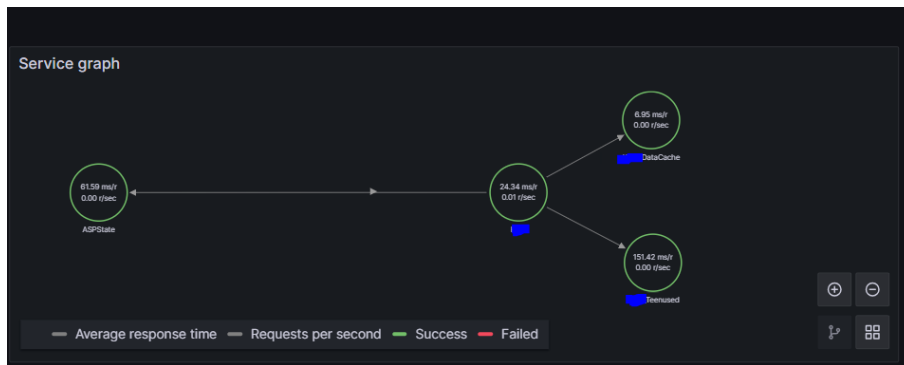 Service graph
6.95 ms/r
0.00 r/sec
DataCache
61.59 ms/r
0.00 r/sec
ASPState
24.34 ms/r
0.01 r/sec
151.42 ms/r
0.00 r/sec
Teenused
Average response time Requests per second Success Failed